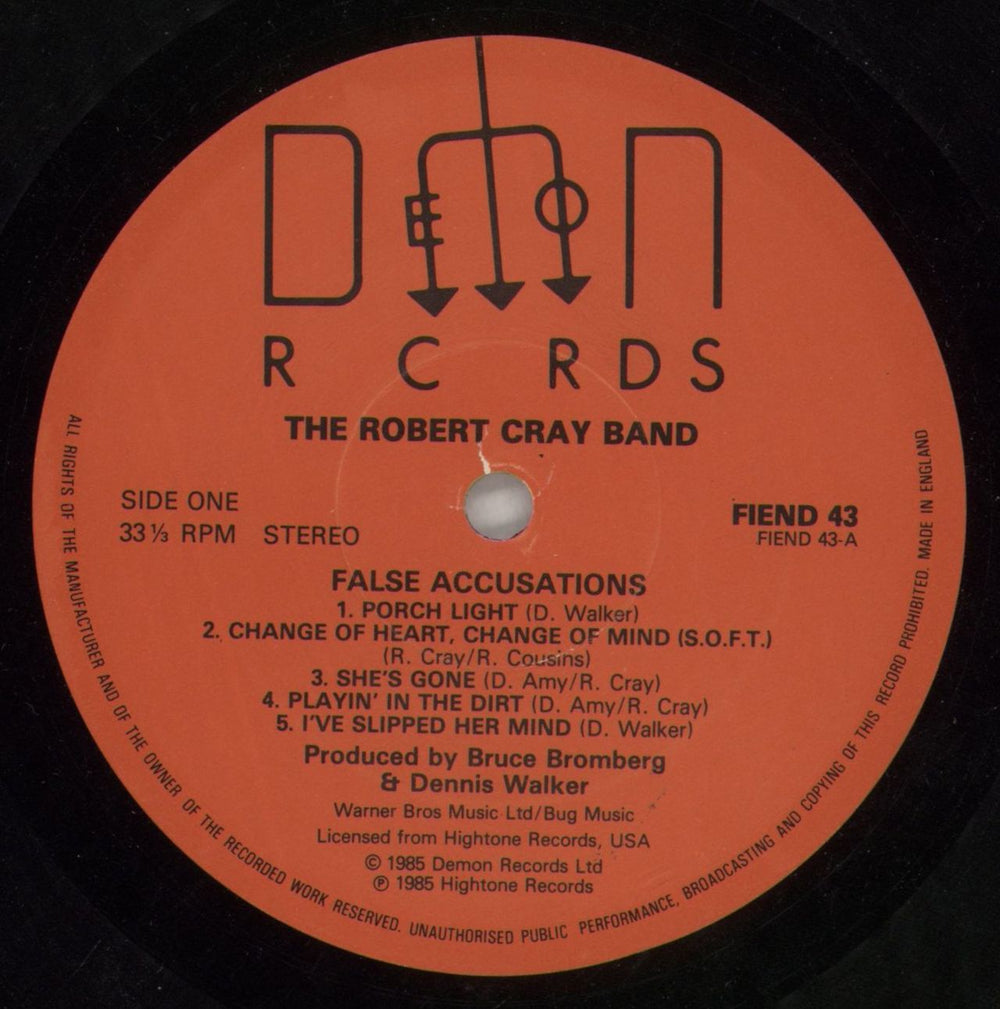 DEMON
R C RDS
THE ROBERT CRAY BAND
SIDE ONE
33⅓ RPM STEREO
FIEND 43
FIEND 43-A
FALSE ACCUSATIONS
1. PORCH LIGHT (D. Walker)
2. CHANGE OF HEART, CHANGE OF MIND (S.O.F.T.)
(R. Cray/R. Cousins)
3. SHE'S GONE (D. Amy/R. Cray)
4. PLAYIN' IN THE DIRT (D. Amy/R. Cray)
5. I'VE SLIPPED HER MIND (D. Walker)
Produced by Bruce Bromberg
& Dennis Walker
Warner Bros Music Ltd/Bug Music
Licensed from Hightone Records, USA
© 1985 Demon Records Ltd
℗ 1985 Hightone Records
ALL RIGHTS OF THE MANUFACTURER AND OF THE OWNER OF THE RECORDED WORK RESERVED. UNAUTHORISED PUBLIC PERFORMANCE, BROADCASTING AND COPYING OF THIS RECORD PROHIBITED. MADE IN ENGLAND